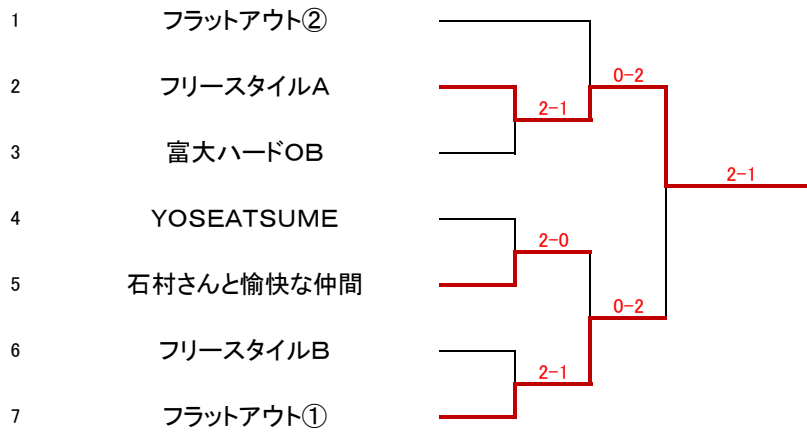 1 フラットアウト②
0-2
2 フリースタイルA
2-1
3 富大ハードOB
2-1
4 YOSEATSUME
2-0
5 石村さんと愉快な仲間
0-2
6 フリースタイルB
2-1
7 フラットアウト①